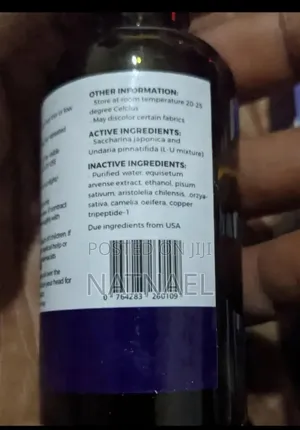 OTHER INFORMATION:
. Store at room temperature 20-25
degree Celcius
. May discolor certain fabrics
ACTIVE INGREDIENTS:
. Saccharina japonica and
Undaria pinnatifida (L-U mixture)
INACTIVE INGREDIENTS:
. Purified water, equisetum
arvense extract, ethanol, pisum
sativum, aristolelia chilensis, .orzya-
sativa, camelia, oeifera, copper
tripeptide-1
Due ingredients from USA
POSTED ON JIJI
NATNAEL
0 764283 260109